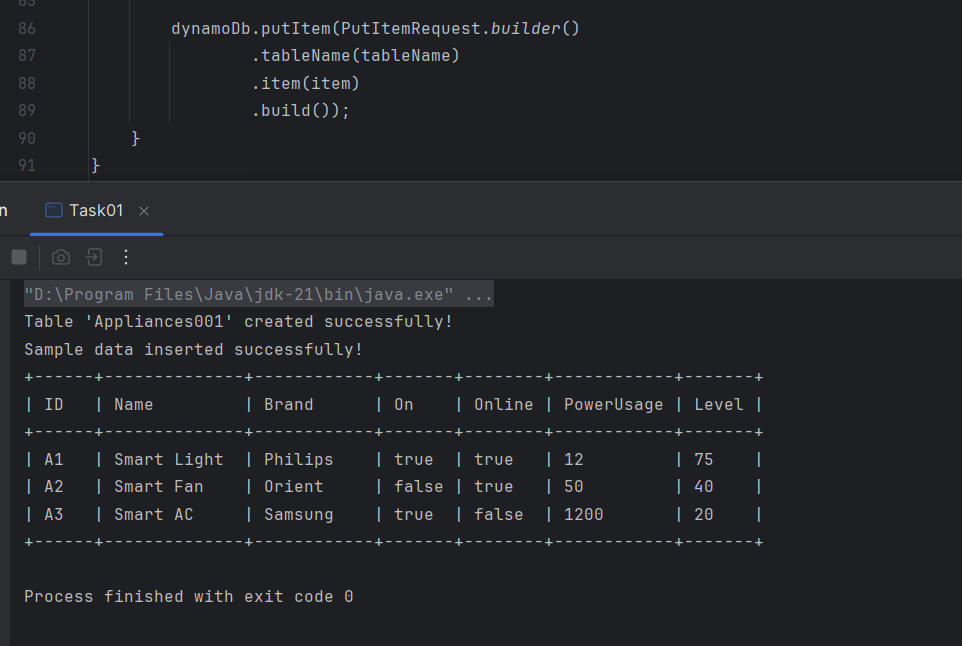 85
86 dynamoDb.putItem(PutItemRequest.builder()
87 .tableName(tableName)
88 .item(item)
89 .build());
90 }
91 }
n Task01 ×
"D:\Program Files\Java\jdk-21\bin\java.exe" ...
Table 'Appliances001' created successfully!
Sample data inserted successfully!
+------+--------------+------------+-------+--------+------------+-------+
| ID   | Name         | Brand      | On    | Online | PowerUsage | Level |
+------+--------------+------------+-------+--------+------------+-------+
| A1   | Smart Light  | Philips    | true  | true   | 12         | 75    |
| A2   | Smart Fan    | Orient     | false | true   | 50         | 40    |
| A3   | Smart AC     | Samsung    | true  | false  | 1200       | 20    |
+------+--------------+------------+-------+--------+------------+-------+
Process finished with exit code 0